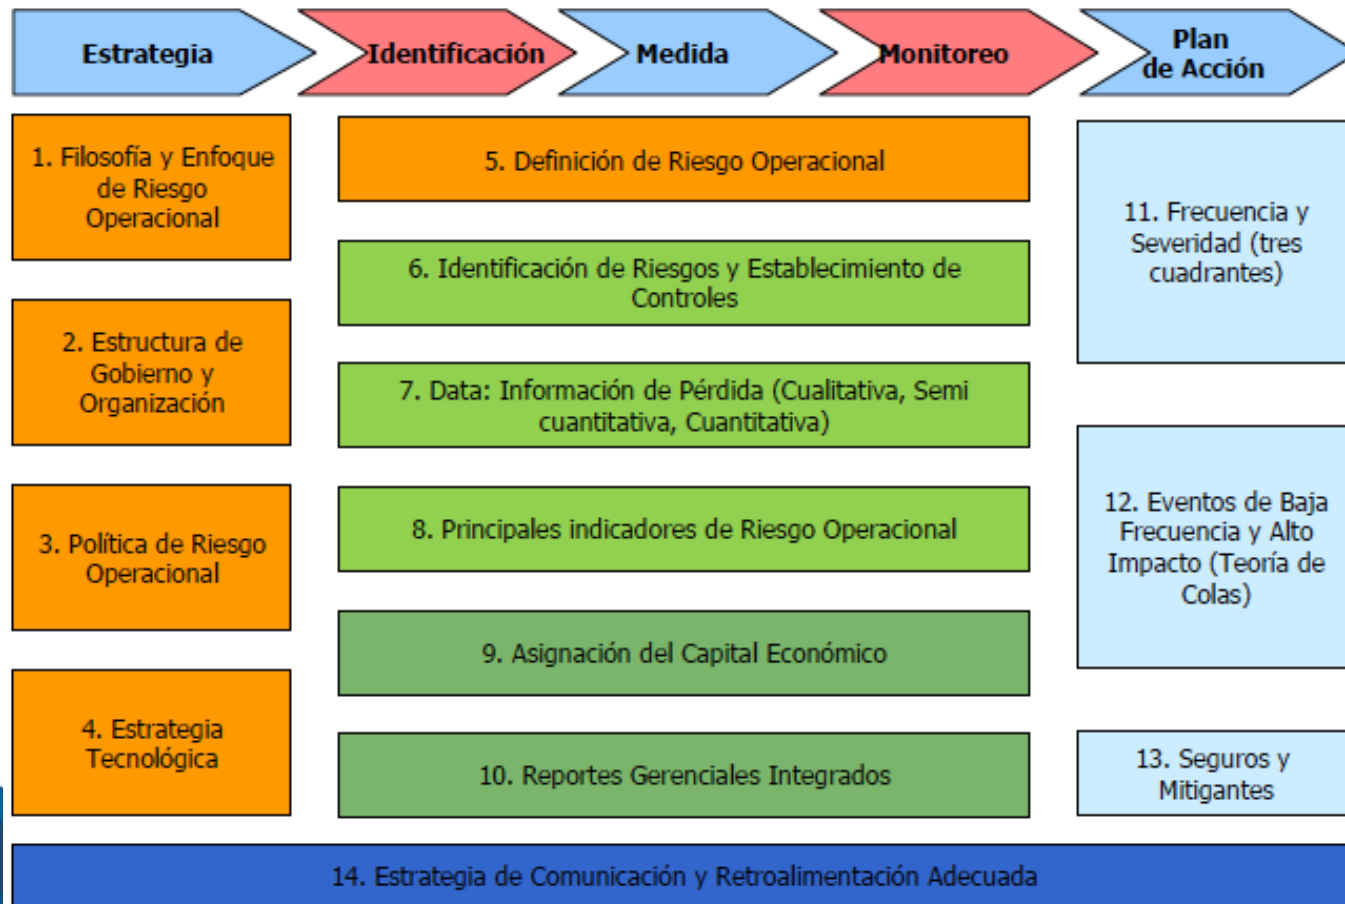 Estrategia
Identificación
Medida
Monitoreo
Plan
de Acción
1. Filosofía y Enfoque
de Riesgo
Operacional
2. Estructura de
Gobierno y
Organización
3. Política de Riesgo
Operacional
4. Estrategia
Tecnológica
5. Definición de Riesgo Operacional
6. Identificación de Riesgos y Establecimiento de
Controles
7. Data: Información de Pérdida (Cualitativa, Semi
cuantitativa, Cuantitativa)
8. Principales indicadores de Riesgo Operacional
9. Asignación del Capital Económico
10. Reportes Gerenciales Integrados
11. Frecuencia y
Severidad (tres
cuadrantes)
12. Eventos de Baja
Frecuencia y Alto
Impacto (Teoría de
Colas)
13. Seguros y
Mitigantes
14. Estrategia de Comunicación y Retroalimentación Adecuada